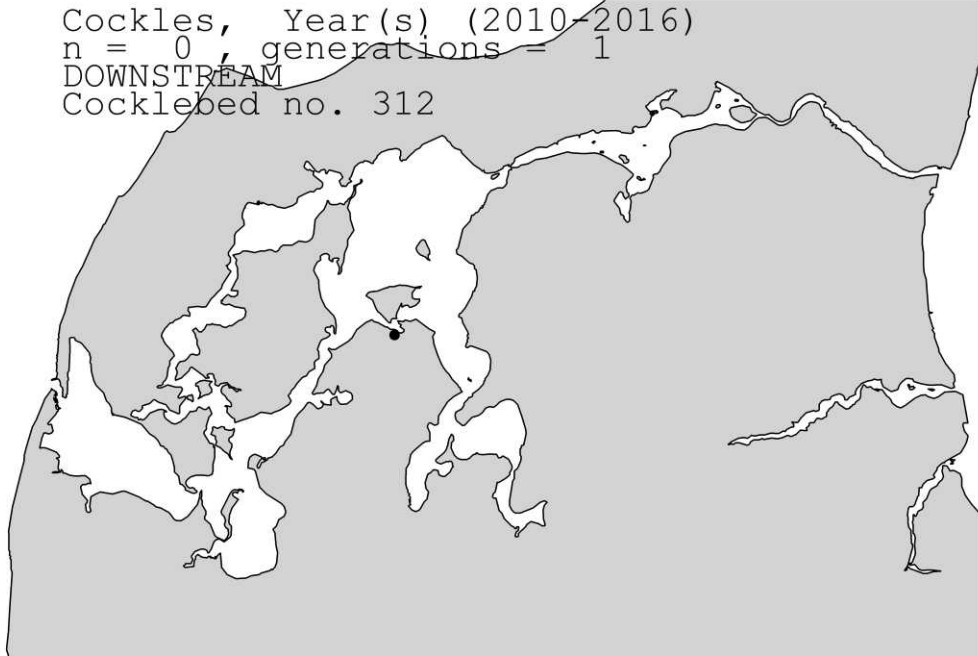 Cockles, Year(s) (2010-2016)
n = 0 , generations = 1
DOWNSTREAM
Cocklebed no. 312